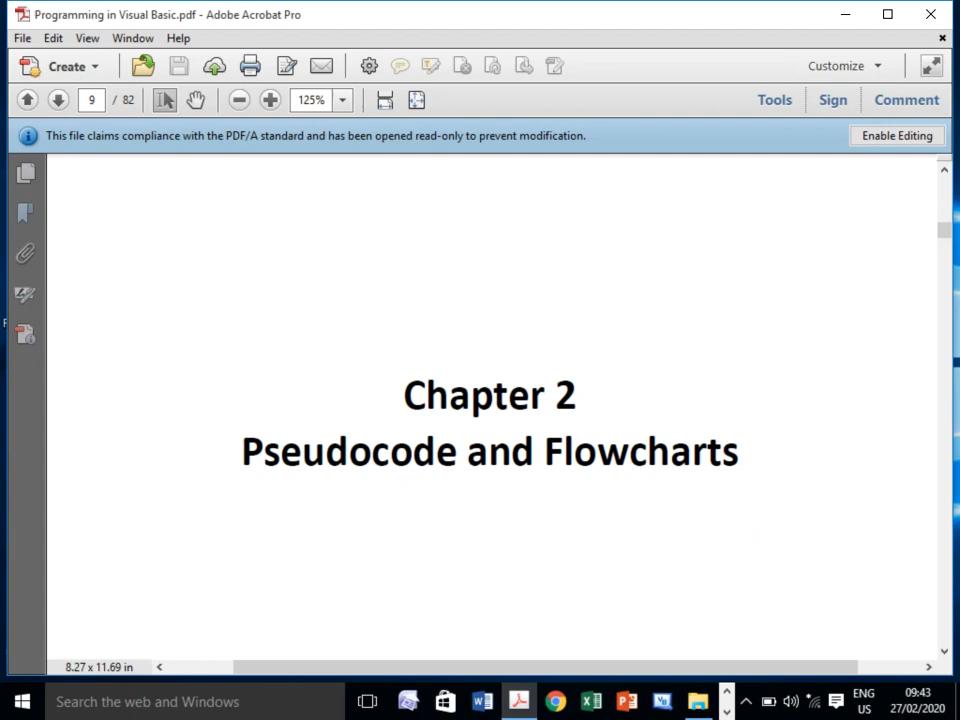 Programming in Visual Basic.pdf - Adobe Acrobat Pro
File Edit View Window Help
Create Customize
9 / 82 125% Tools Sign Comment
This file claims compliance with the PDF/A standard and has been opened read-only to prevent modification. Enable Editing
Chapter 2
Pseudocode and Flowcharts
8.27 x 11.69 in
Search the web and Windows
ENG 09:43
US 27/02/2020